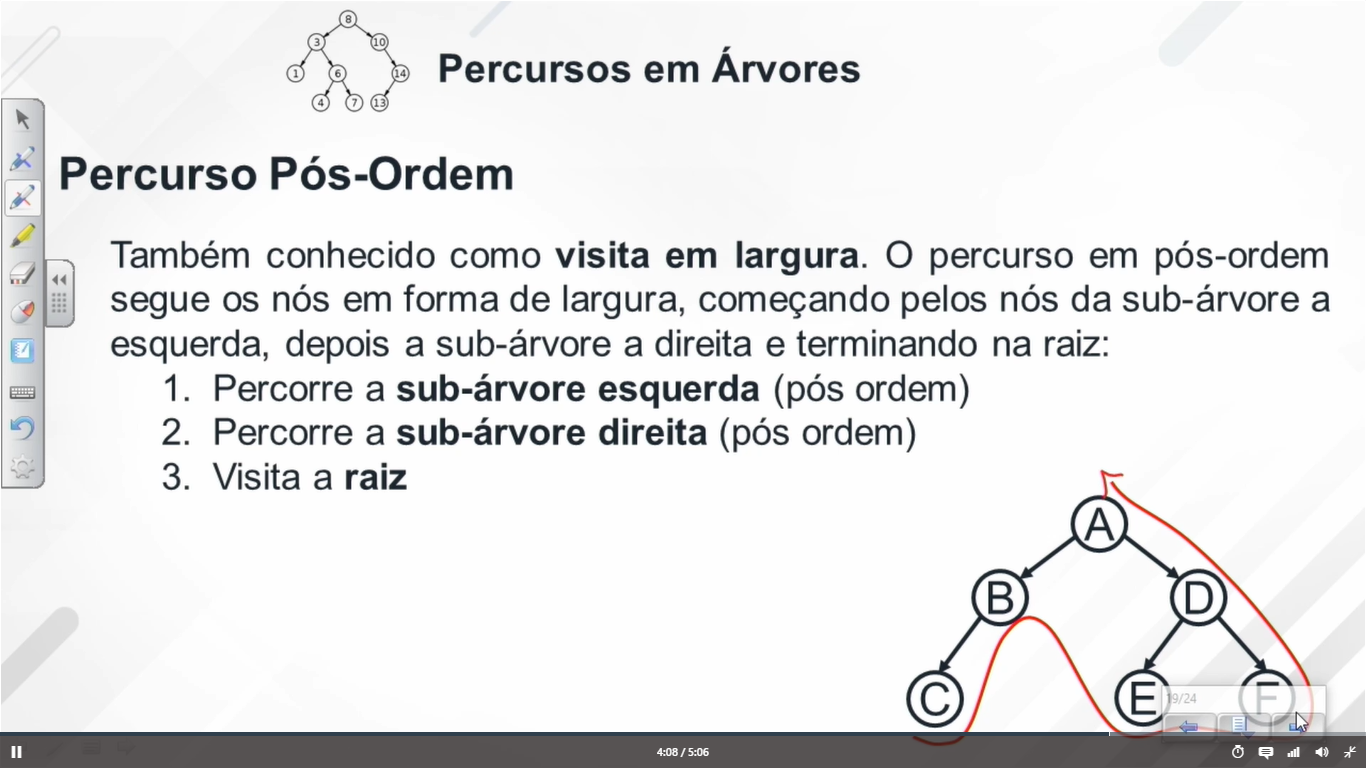 8
3 10
1 6 14
4 7 13
Percursos em Árvores
Percurso Pós-Ordem
Também conhecido como visita em largura. O percurso em pós-ordem
segue os nós em forma de largura, começando pelos nós da sub-árvore a
esquerda, depois a sub-árvore a direita e terminando na raiz:
1. Percorre a sub-árvore esquerda (pós ordem)
2. Percorre a sub-árvore direita (pós ordem)
3. Visita a raiz
A
B D
C E F
19/24
4:08 / 5:06